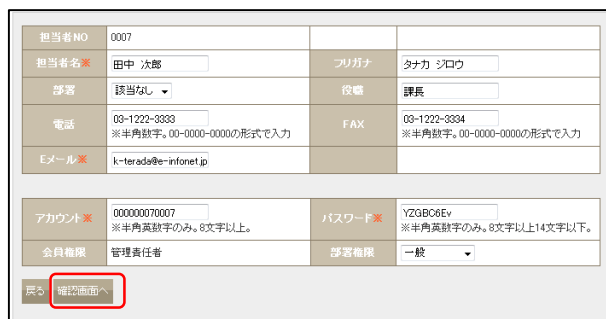 担当者NO 0007
担当者名※ 田中 次郎 フリガナ タナカ ジロウ
部署 該当なし 役職 課長
電話 03-1222-3333 FAX 03-1222-3334
※半角数字。00-0000-0000の形式で入力 ※半角数字。00-0000-0000の形式で入力
Eメール※ k-terada@e-infonet.jp
アカウント※ 000000070007 パスワード※ YZGBC6Ev
※半角英数字のみ。8文字以上。 ※半角英数字のみ。8文字以上14文字以下。
会員権限 管理責任者 部署権限 一般
戻る 確認画面へ